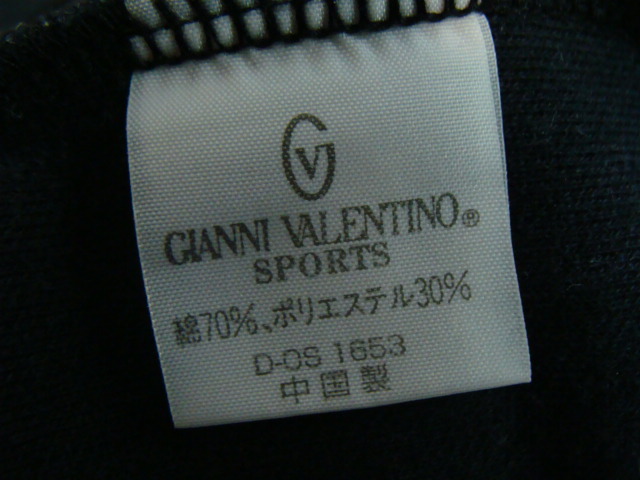 GV
GIANNI VALENTINO®
SPORTS
綿70%、ポリエステル30%
D-OS 1653
中国製